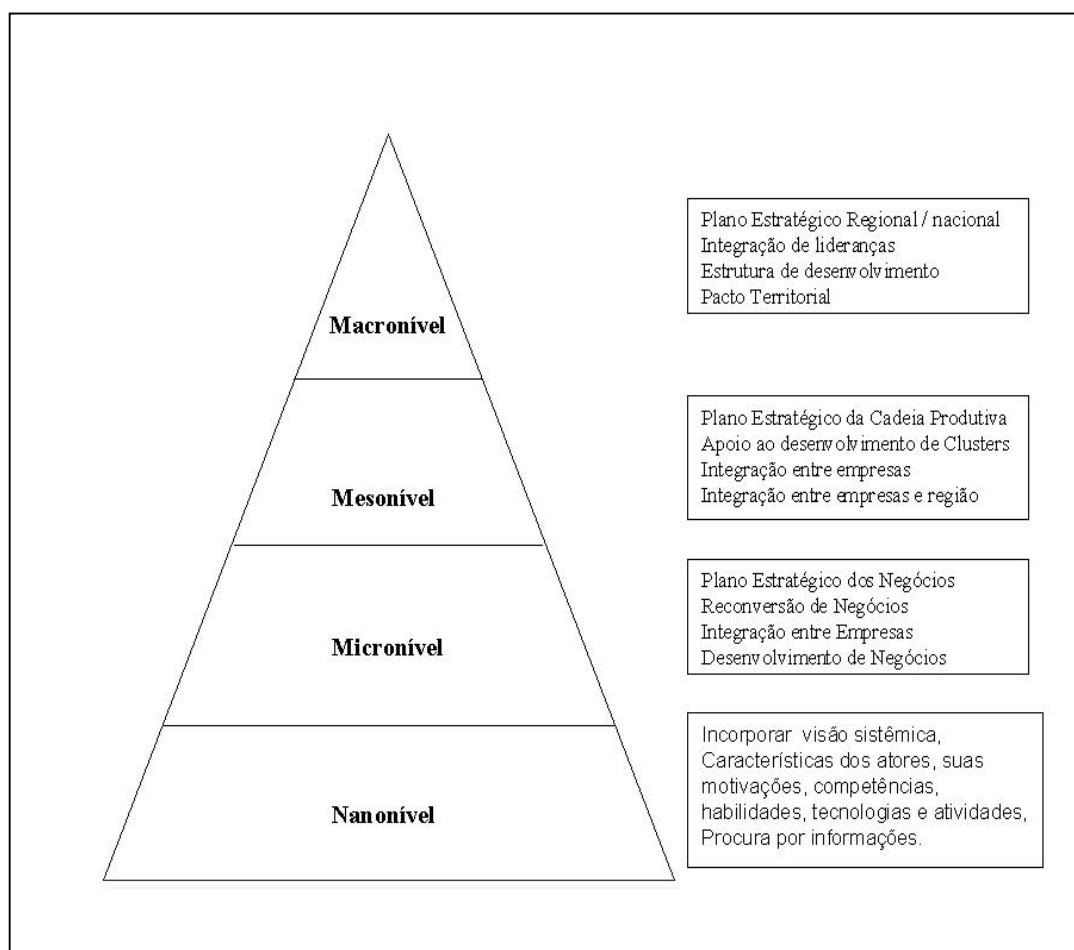 Macronível
Plano Estratégico Regional / nacional
Integração de lideranças
Estrutura de desenvolvimento
Pacto Territorial
Mesonível
Plano Estratégico da Cadeia Produtiva
Apoio ao desenvolvimento de Clusters
Integração entre empresas
Integração entre empresas e região
Micronível
Plano Estratégico dos Negócios
Reconversão de Negócios
Integração entre Empresas
Desenvolvimento de Negócios
Nanonível
Incorporar visão sistêmica,
Características dos atores, suas
motivações, competências,
habilidades, tecnologias e atividades,
Procura por informações.